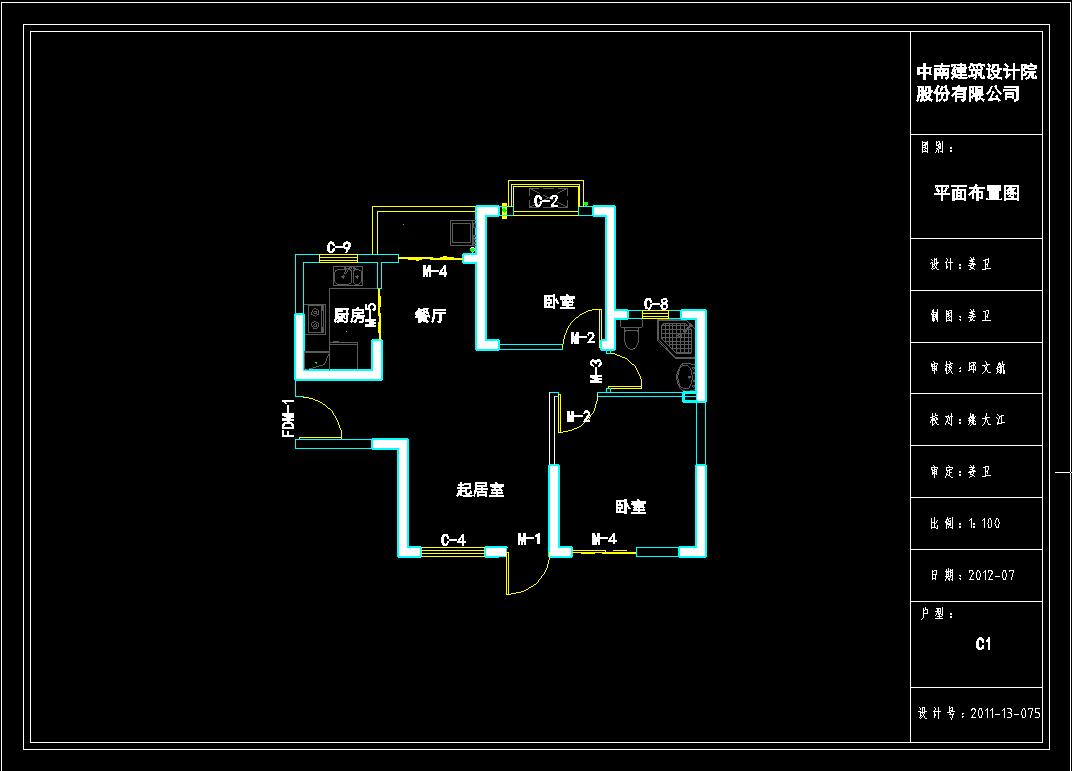 C-2
C-9
M-4
厨房
M-5
餐厅
卧室
C-8
M-2
M-3
FDM-1
M-2
起居室
卧室
C-4
M-1
M-4
中南建筑设计院
股份有限公司
图别：
平面布置图
设计：姜卫
制图：姜卫
审核：邱文航
校对：姚大江
审定：姜卫
比例：1:100
日期：2012-07
户型：
C1
设计号：2011-13-075